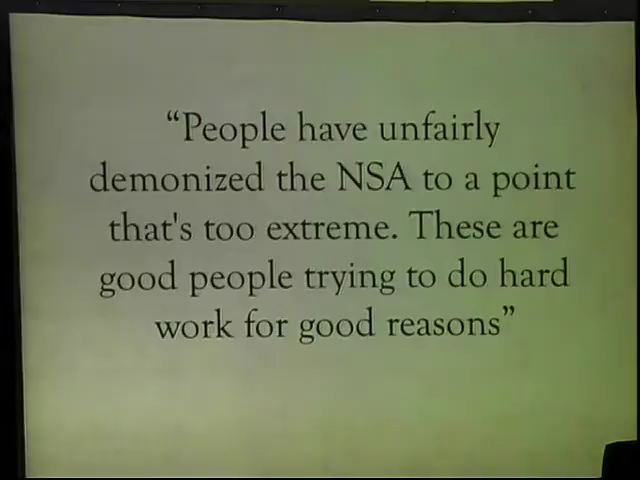 “People have unfairly
demonized the NSA to a point
that's too extreme. These are
good people trying to do hard
work for good reasons”